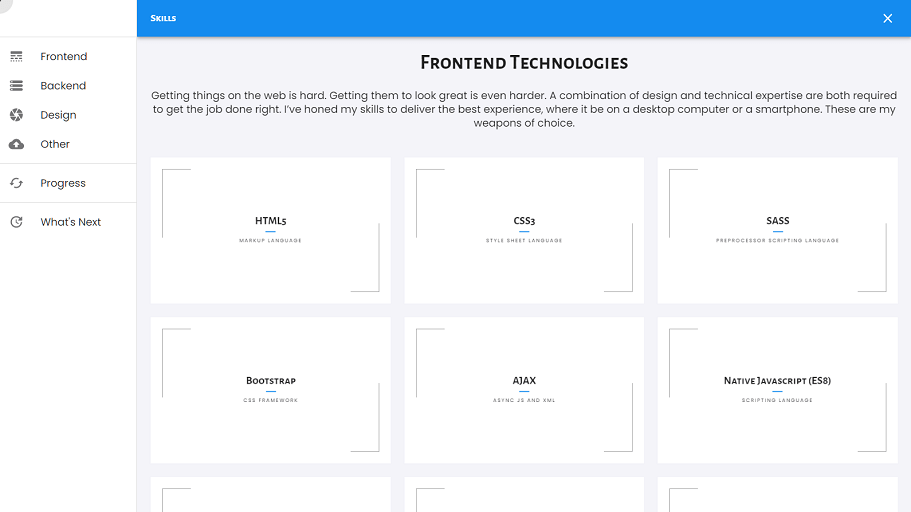 Skills
Frontend
Backend
Design
Other
Progress
What's Next
Frontend Technologies
Getting things on the web is hard. Getting them to look great is even harder. A combination of design and technical expertise are both required
to get the job done right. I've honed my skills to deliver the best experience, where it be on a desktop computer or a smartphone. These are my
weapons of choice.
HTML5
MARKUP LANGUAGE
CSS3
STYLE SHEET LANGUAGE
SASS
PREPROCESSOR SCRIPTING LANGUAGE
Bootstrap
CSS FRAMEWORK
AJAX
ASYNC JS AND XML
Native Javascript (ES8)
SCRIPTING LANGUAGE